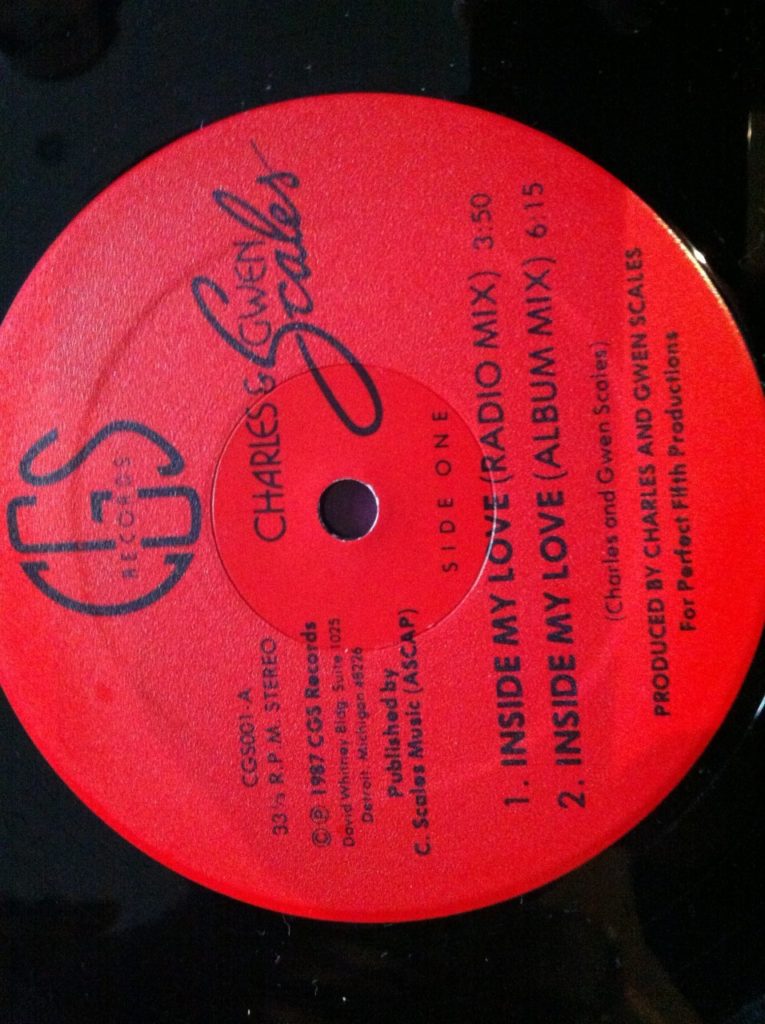 CGS
RECORDS
CHARLES & GWEN
Scales
CGS001-A
33⅓ R.P.M. STEREO
©℗ 1987 CGS Records
David Whitney Bldg. Suite 1025
Detroit, Michigan 48226
Published by
C. Scales Music (ASCAP)
SIDE ONE
1. INSIDE MY LOVE (RADIO MIX) 3:50
2. INSIDE MY LOVE (ALBUM MIX) 6:15
(Charles and Gwen Scales)
PRODUCED BY CHARLES AND GWEN SCALES
For Perfect Fifth Productions